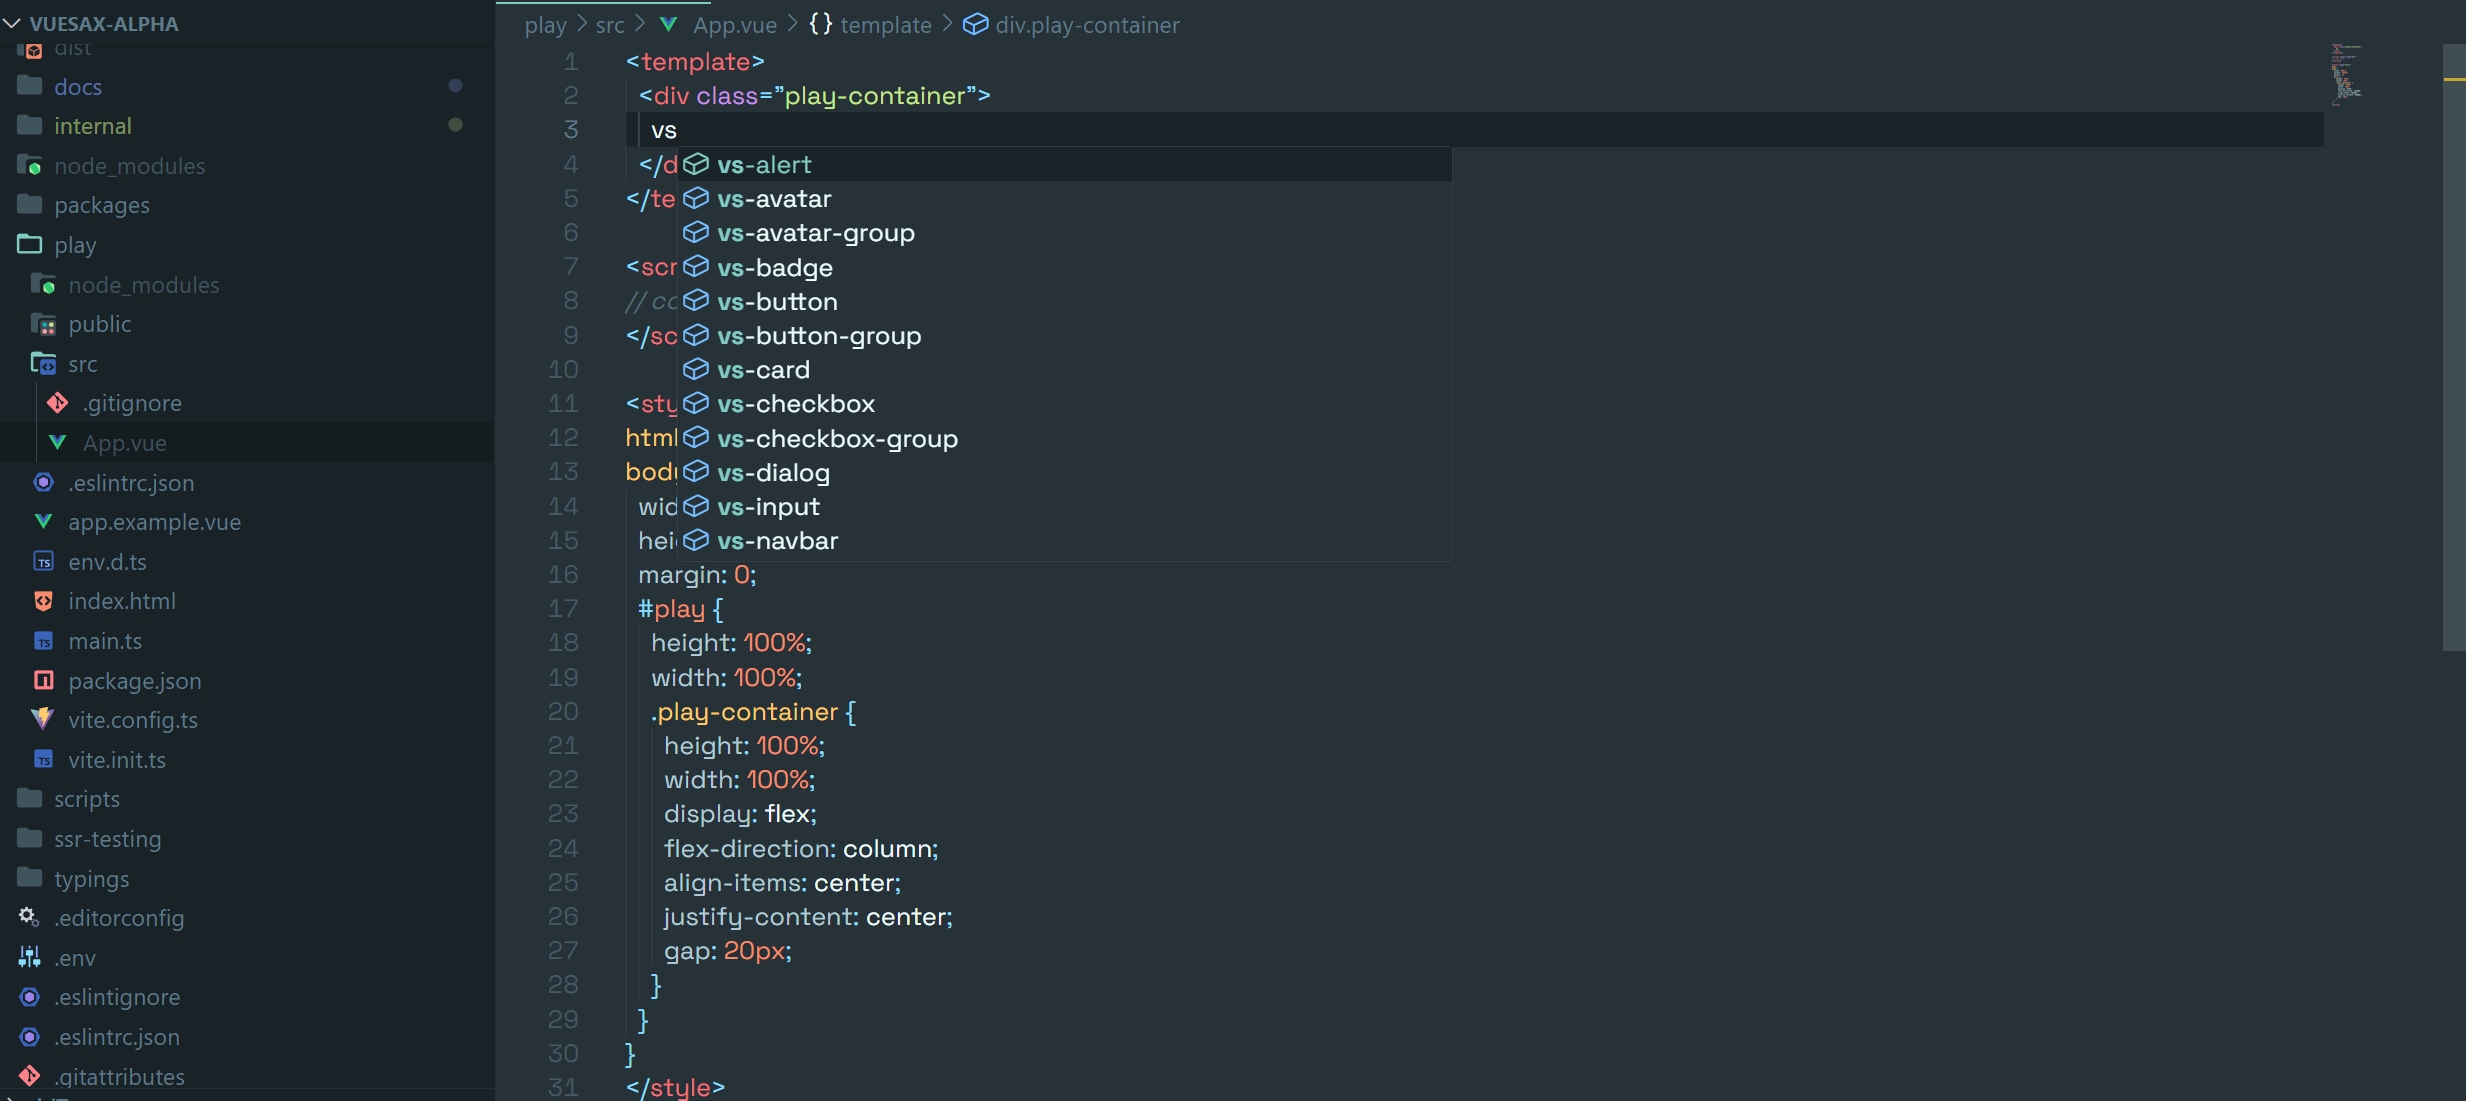 VUESAX-ALPHA
dist
docs
internal
node_modules
packages
play
node_modules
public
src
.gitignore
App.vue
.eslintrc.json
app.example.vue
env.d.ts
index.html
main.ts
package.json
vite.config.ts
vite.init.ts
scripts
ssr-testing
typings
.editorconfig
.env
.eslintignore
.eslintrc.json
.gitattributes
play > src > App.vue > {} template > div.play-container
1 <template>
2 <div class="play-container">
3 vs
4 </d
5 </te
6
7 <scr
8 // co
9 </sc
10
11 <sty
12 html
13 body
14 wid
15 hei
vs-alert
vs-avatar
vs-avatar-group
vs-badge
vs-button
vs-button-group
vs-card
vs-checkbox
vs-checkbox-group
vs-dialog
vs-input
vs-navbar
16 margin: 0;
17 #play {
18 height: 100%;
19 width: 100%;
20 .play-container {
21 height: 100%;
22 width: 100%;
23 display: flex;
24 flex-direction: column;
25 align-items: center;
26 justify-content: center;
27 gap: 20px;
28 }
29 }
30 }
31 </style>